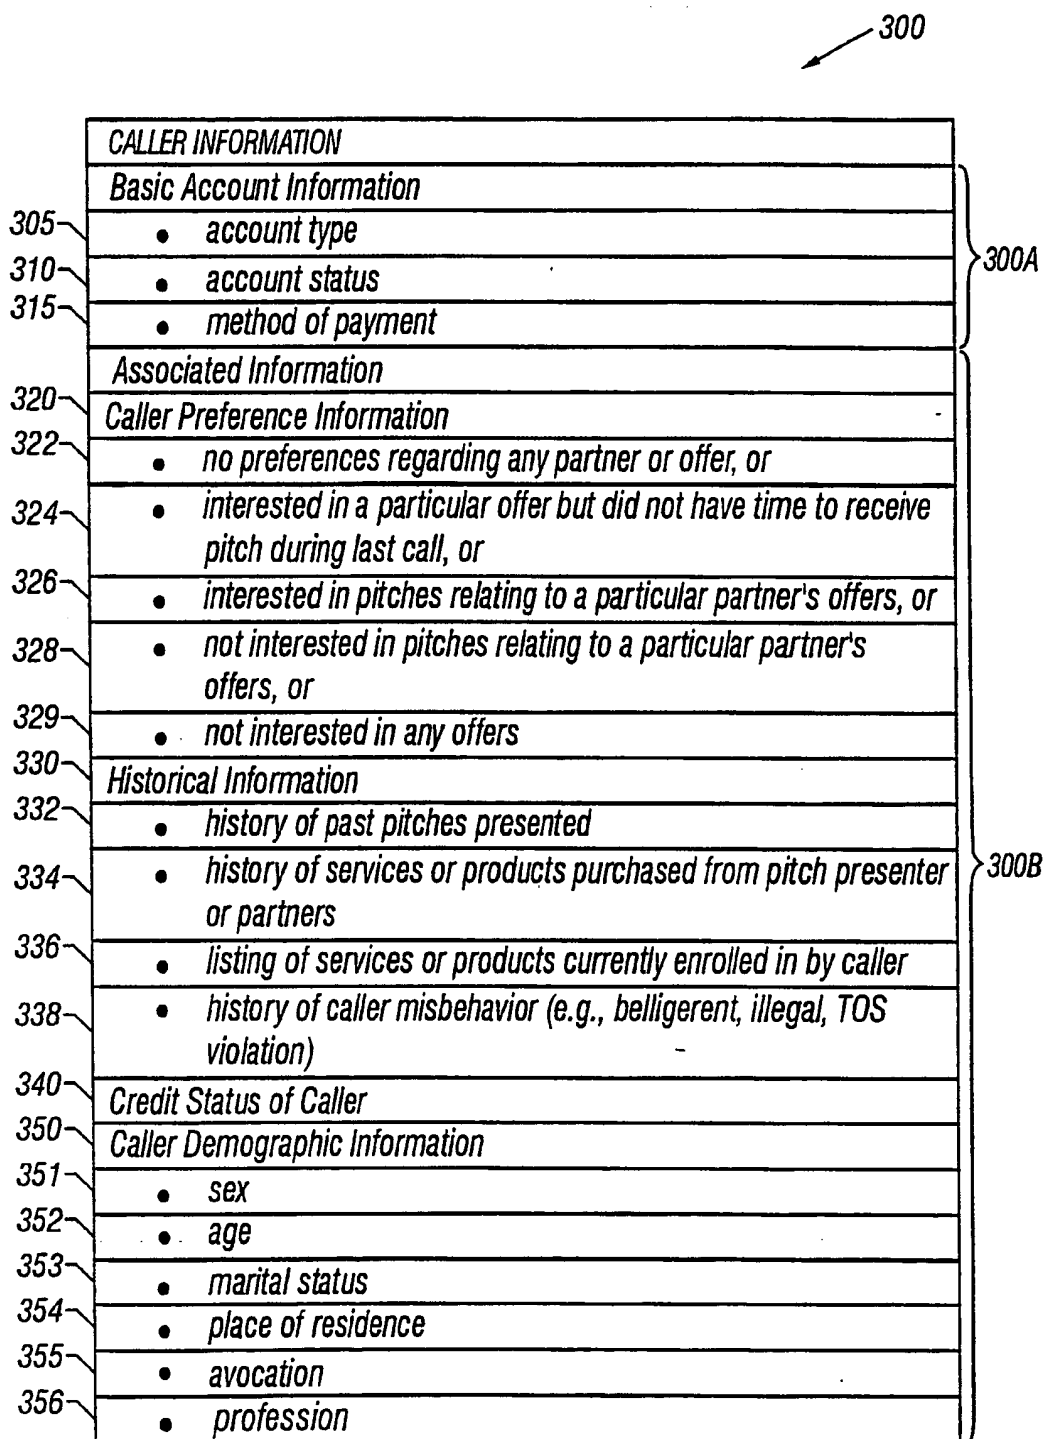 300
CALLER INFORMATION
Basic Account Information
305 • account type
310 • account status
300A
315 • method of payment
Associated Information
320 Caller Preference Information
322 • no preferences regarding any partner or offer, or
324 • interested in a particular offer but did not have time to receive
pitch during last call, or
326 • interested in pitches relating to a particular partner's offers, or
328 • not interested in pitches relating to a particular partner's
offers, or
329 • not interested in any offers
330 Historical Information
332 • history of past pitches presented
334 • history of services or products purchased from pitch presenter
or partners
300B
336 • listing of services or products currently enrolled in by caller
338 • history of caller misbehavior (e.g., belligerent, illegal, TOS
violation)
340 Credit Status of Caller
350 Caller Demographic Information
351 • sex
352 • age
353 • marital status
354 • place of residence
355 • avocation
356 • profession